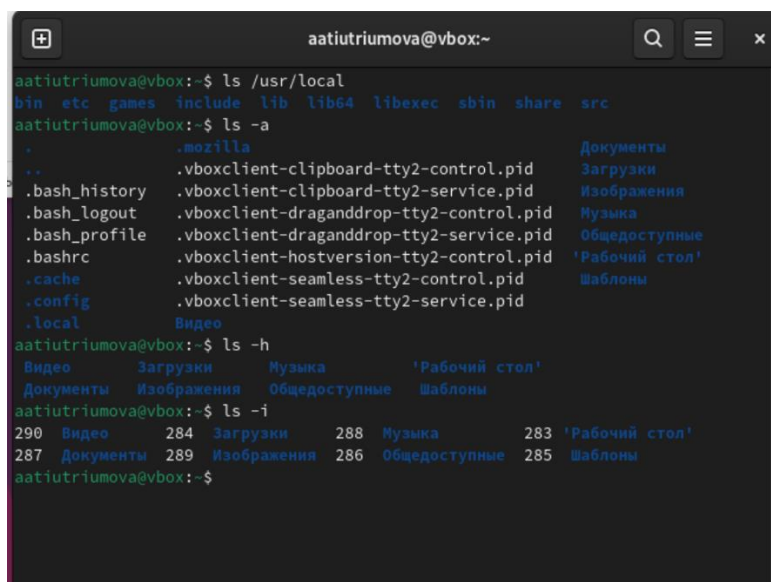 aatiutriumova@vbox:~
aatiutriumova@vbox:~$ ls /usr/local
bin etc games include lib lib64 libexec sbin share src
aatiutriumova@vbox:~$ ls -a
. .mozilla Документы
.. .vboxclient-clipboard-tty2-control.pid Загрузки
.bash_history .vboxclient-clipboard-tty2-service.pid Изображения
.bash_logout .vboxclient-draganddrop-tty2-control.pid Музыка
.bash_profile .vboxclient-draganddrop-tty2-service.pid Общедоступные
.bashrc .vboxclient-hostversion-tty2-control.pid 'Рабочий стол'
.cache .vboxclient-seamless-tty2-control.pid Шаблоны
.config .vboxclient-seamless-tty2-service.pid
.local Видео
aatiutriumova@vbox:~$ ls -h
Видео Загрузки Музыка 'Рабочий стол'
Документы Изображения Общедоступные Шаблоны
aatiutriumova@vbox:~$ ls -i
290 Видео 284 Загрузки 288 Музыка 283 'Рабочий стол'
287 Документы 289 Изображения 286 Общедоступные 285 Шаблоны
aatiutriumova@vbox:~$